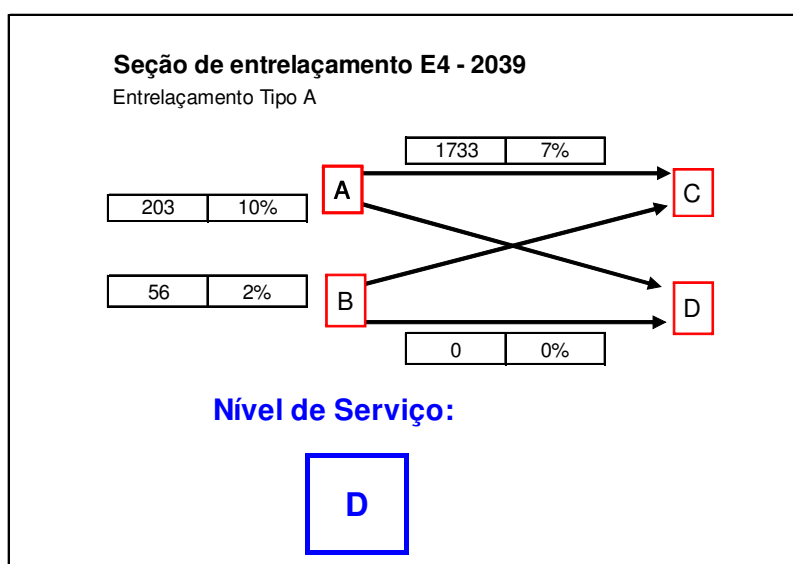 Seção de entrelaçamento E4 - 2039
Entrelaçamento Tipo A
1733 7%
A
C
203 10%
56 2%
B
D
0 0%
Nível de Serviço:
D